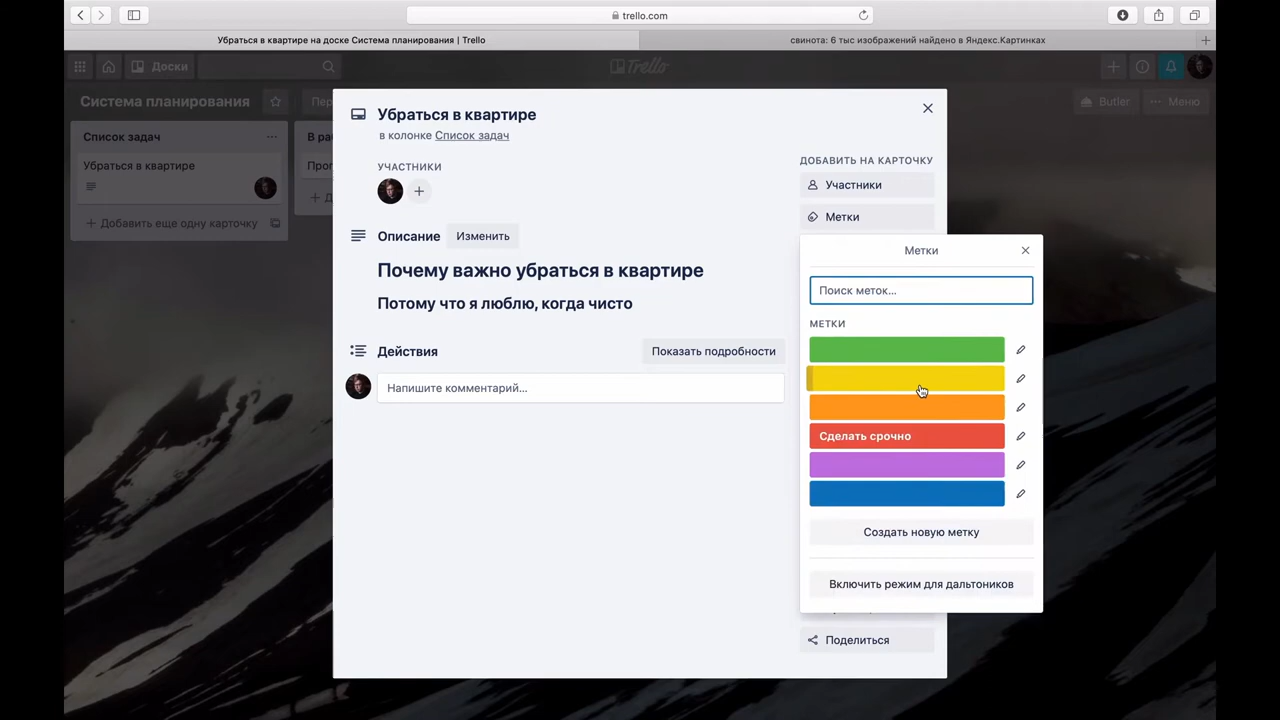 trello.com
Убраться в квартире на доске Система планирования | Trello
свинота: 6 тыс изображений найдено в Яндекс.Картинках
Доски
Trello
Система планирования
Butler
Меню
Список задач
Убраться в квартире
Добавить еще одну карточку
Убраться в квартире
в колонке Список задач
УЧАСТНИКИ
Описание
Изменить
Почему важно убраться в квартире
Потому что я люблю, когда чисто
Действия
Показать подробности
Напишите комментарий...
ДОБАВИТЬ НА КАРТОЧКУ
Участники
Метки
Метки
Поиск меток...
МЕТКИ
Сделать срочно
Создать новую метку
Включить режим для дальтоников
Поделиться